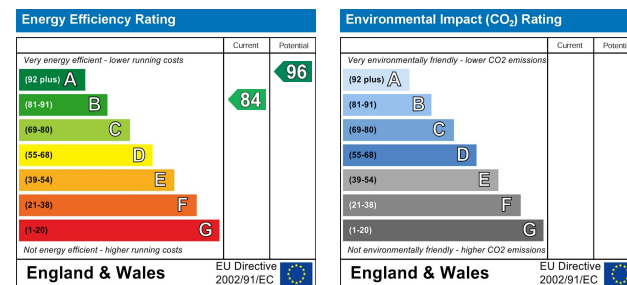 Energy Efficiency Rating
Current Potential
Very energy efficient - lower running costs
(92 plus) A 96
(81-91) B 84
(69-80) C
(55-68) D
(39-54) E
(21-38) F
(1-20) G
Not energy efficient - higher running costs
England & Wales
EU Directive
2002/91/EC
Environmental Impact (CO₂) Rating
Current Potential
Very environmentally friendly - lower CO2 emissions
(92 plus) A
(81-91) B
(69-80) C
(55-68) D
(39-54) E
(21-38) F
(1-20) G
Not environmentally friendly - higher CO2 emissions
England & Wales
EU Directive
2002/91/EC